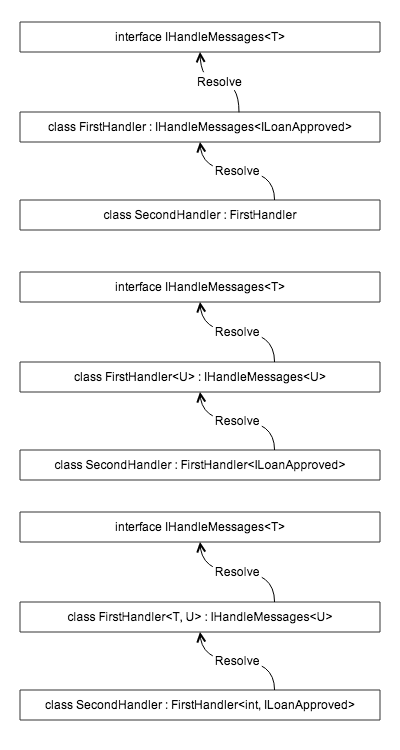 interface IHandleMessages<T>
Resolve
class FirstHandler : IHandleMessages<ILoanApproved>
Resolve
class SecondHandler : FirstHandler
interface IHandleMessages<T>
Resolve
class FirstHandler<U> : IHandleMessages<U>
Resolve
class SecondHandler : FirstHandler<ILoanApproved>
interface IHandleMessages<T>
Resolve
class FirstHandler<T, U> : IHandleMessages<U>
Resolve
class SecondHandler : FirstHandler<int, ILoanApproved>